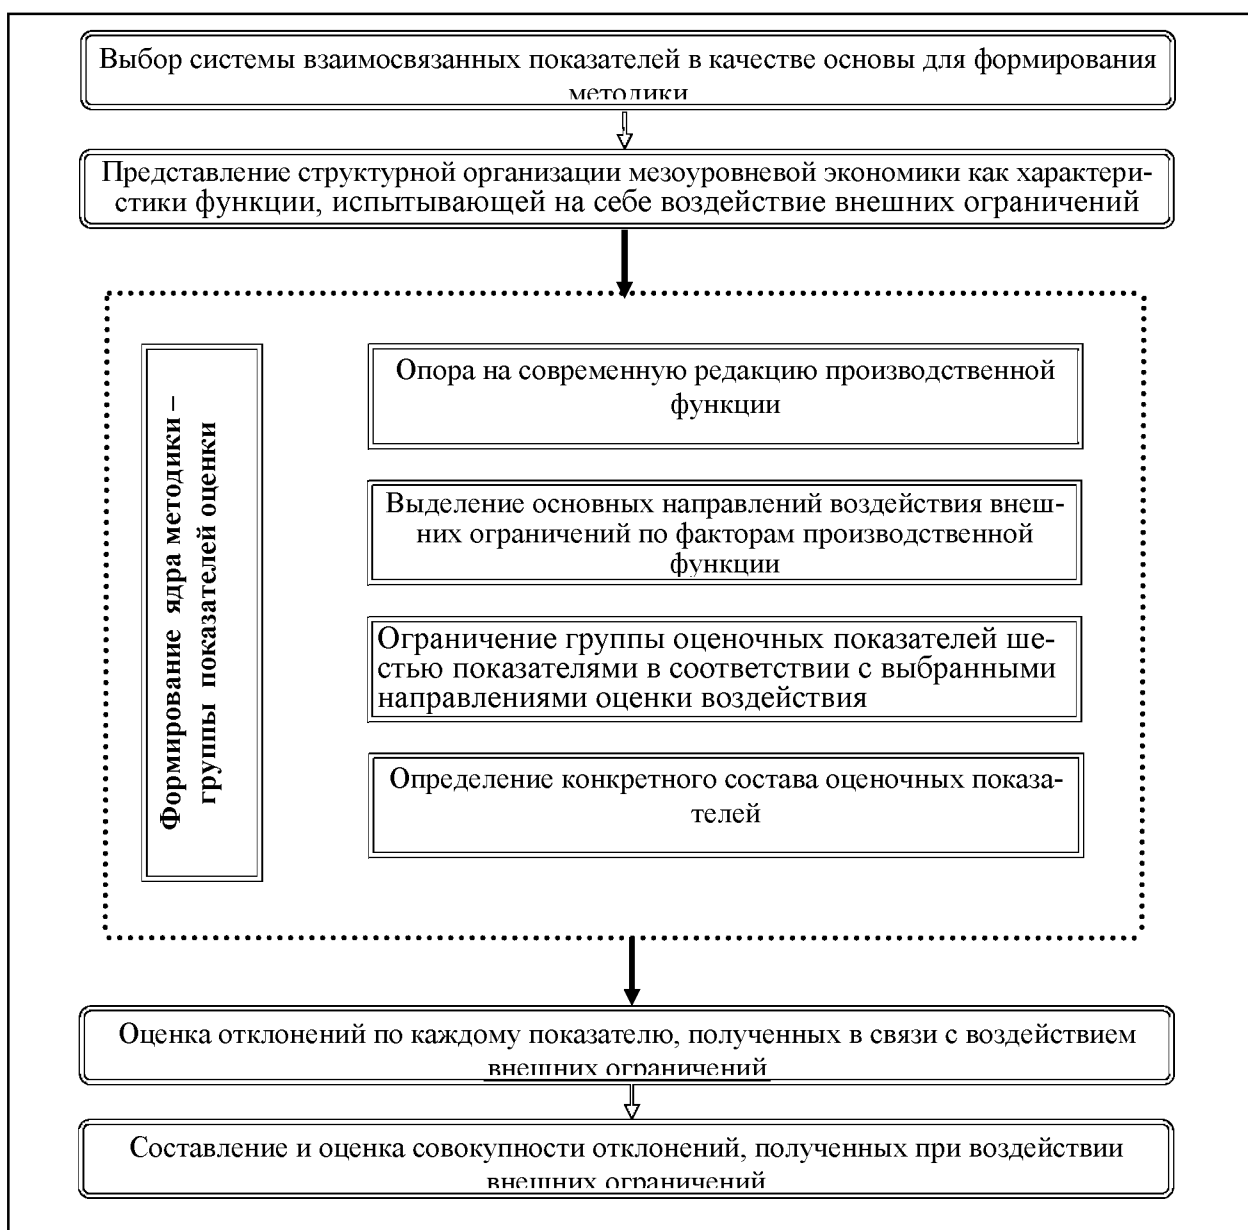 Выбор системы взаимосвязанных показателей в качестве основы для формирования
методики
Представление структурной организации мезоуровневой экономики как характери-
стики функции, испытывающей на себе воздействие внешних ограничений
Формирование ядра методики –
группы показателей оценки
Опора на современную редакцию производственной
функции
Выделение основных направлений воздействия внеш-
них ограничений по факторам производственной
функции
Ограничение группы оценочных показателей ше-
стью показателями в соответствии с выбранными
направлениями оценки воздействия
Определение конкретного состава оценочных показа-
телей
Оценка отклонений по каждому показателю, полученных в связи с воздействием
внешних ограничений
Составление и оценка совокупности отклонений, полученных при воздействии
внешних ограничений